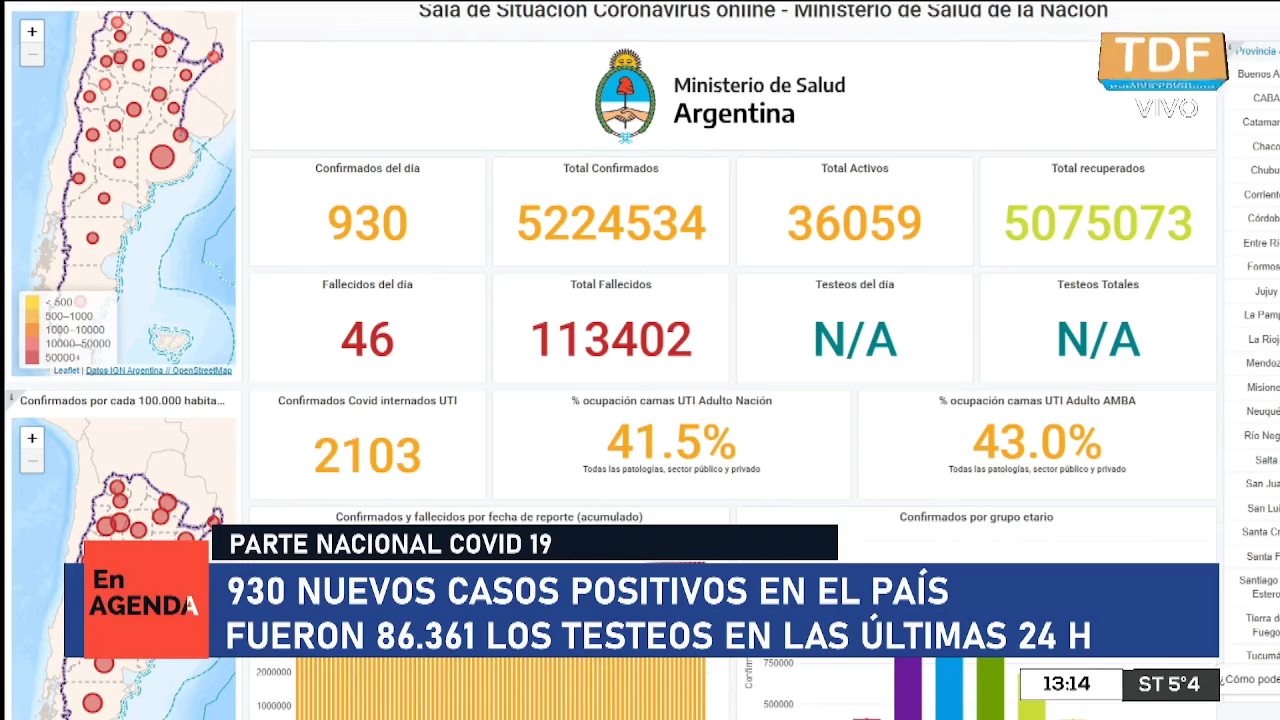 Sala de Situación Coronavirus online - Ministerio de Salud de la Nación
+
−
TDF
VIVO
Ministerio de Salud
Argentina
Confirmados del día
930
Total Confirmados
5224534
Total Activos
36059
Total recuperados
5075073
Fallecidos del día
46
Total Fallecidos
113402
Testeos del día
N/A
Testeos Totales
N/A
< 500
500–1000
1000–10000
10000–50000
50000+
Leaflet | Datos IGN Argentina // OpenStreetMap
Confirmados por cada 100.000 habita...
+
−
Confirmados Covid internados UTI
2103
% ocupación camas UTI Adulto Nación
41.5%
Todas las patologías, sector público y privado
% ocupación camas UTI Adulto AMBA
43.0%
Todas las patologías, sector público y privado
Confirmados y fallecidos por fecha de reporte (acumulado)
Confirmados por grupo etario
Provincia
Buenos A
CABA
Catamar
Chaco
Chubu
Corriente
Córdob
Entre Rí
Formos
Jujuy
La Pamp
La Rioj
Mendoz
Misione
Neuqué
Río Neg
Salta
San Jua
San Lui
Santa Cr
Santa F
Santiago
Estero
Tierra d
Fuego
Tucumá
¿Cómo pode
PARTE NACIONAL COVID 19
En
AGENDA
930 NUEVOS CASOS POSITIVOS EN EL PAÍS
FUERON 86.361 LOS TESTEOS EN LAS ÚLTIMAS 24 H
2000000
1000000
Confirm
750000
500000
13:14
ST 5°4